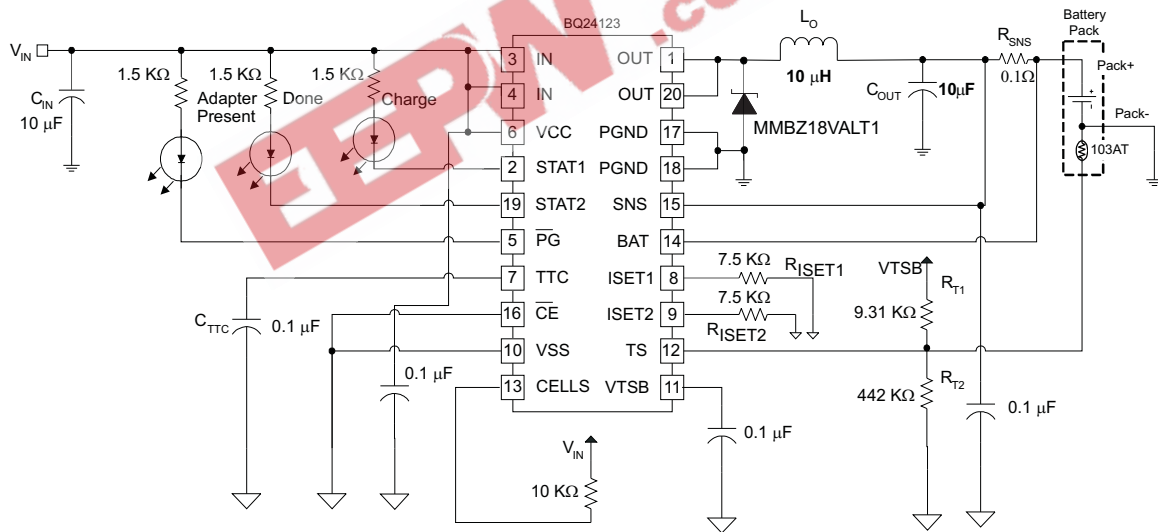 BQ24123
L_O
Battery
Pack
V_IN
R_SNS
3 IN
OUT 1
10 μH
0.1Ω
Pack+
1.5 KΩ
1.5 KΩ
1.5 KΩ
C_IN
10 μF
Adapter
Present
Done
Charge
4 IN
OUT 20
C_OUT
10μF
MMBZ18VALT1
Pack-
6 VCC
PGND 17
2 STAT1
PGND 18
103AT
19 STAT2
SNS 15
5 PG
BAT 14
7.5 KΩ
R_ISET1
VTSB
R_T1
7 TTC
ISET1 8
7.5 KΩ
R_ISET2
9.31 KΩ
C_TTC
0.1 μF
16 CE
ISET2 9
10 VSS
TS 12
0.1 μF
13 CELLS
VTSB 11
R_T2
442 KΩ
0.1 μF
0.1 μF
V_IN
10 KΩ
EEPW.co